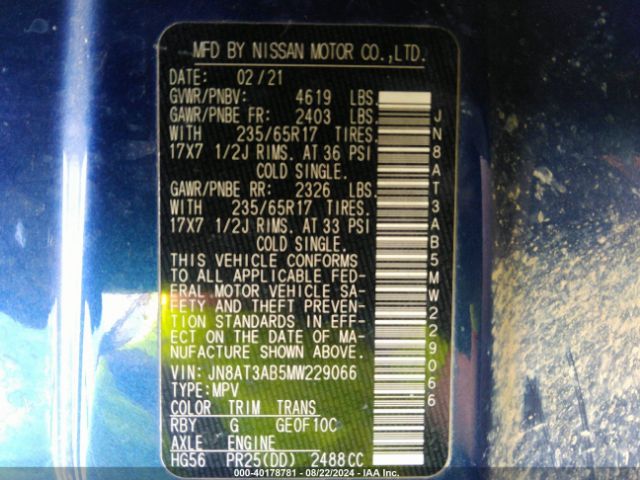 MFD BY NISSAN MOTOR CO.,LTD.
DATE: 02/21
GVWR/PNBV: 4619 LBS.
GAWR/PNBE FR: 2403 LBS.
WITH 235/65R17 TIRES.
17X7 1/2J RIMS. AT 36 PSI
COLD SINGLE.
GAWR/PNBE RR: 2326 LBS.
WITH 235/65R17 TIRES.
17X7 1/2J RIMS. AT 33 PSI
COLD SINGLE.
THIS VEHICLE CONFORMS
TO ALL APPLICABLE FED-
ERAL MOTOR VEHICLE SA-
FETY AND THEFT PREVEN-
TION STANDARDS IN EFF-
ECT ON THE DATE OF MA-
NUFACTURE SHOWN ABOVE.
VIN: JN8AT3AB5MW229066
TYPE:MPV
COLOR TRIM TRANS
RBY G GE0F10C
AXLE ENGINE
HG56 PR25(DD) 2488CC
JN8AT3AB5MW229066
000-40178781 - 08/22/2024 - IAA Inc.